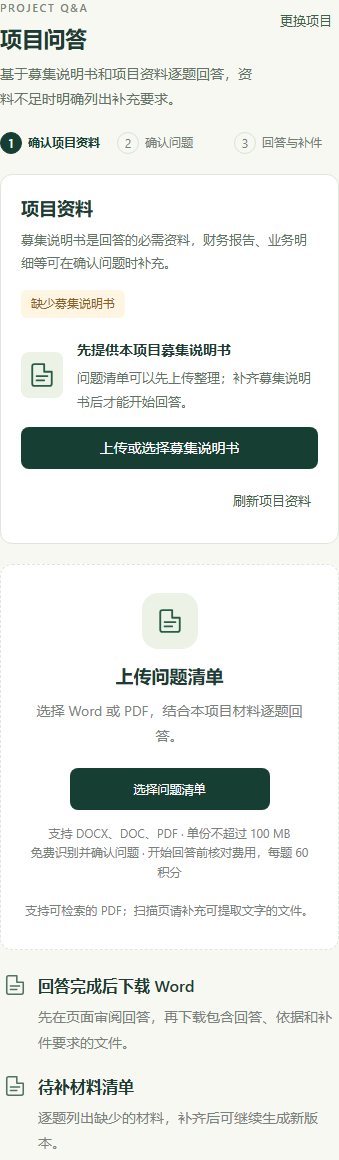 PROJECT Q&A
更换项目
项目问答
基于募集说明书和项目资料逐题回答，资
料不足时明确列出补充要求。
1 确认项目资料 2 确认问题 3 回答与补件
项目资料
募集说明书是回答的必需资料，财务报告、业务明
细等可在确认问题时补充。
缺少募集说明书
先提供本项目募集说明书
问题清单可以先上传整理；补齐募集说明
书后才能开始回答。
上传或选择募集说明书
刷新项目资料
上传问题清单
选择 Word 或 PDF，结合本项目材料逐题回
答。
选择问题清单
支持 DOCX、DOC、PDF · 单份不超过 100 MB
免费识别并确认问题 · 开始回答前核对费用，每题 60
积分
支持可检索的 PDF；扫描页请补充可提取文字的文件。
回答完成后下载 Word
先在页面审阅回答，再下载包含回答、依据和补
件要求的文件。
待补材料清单
逐题列出缺少的材料，补齐后可继续生成新版
本。